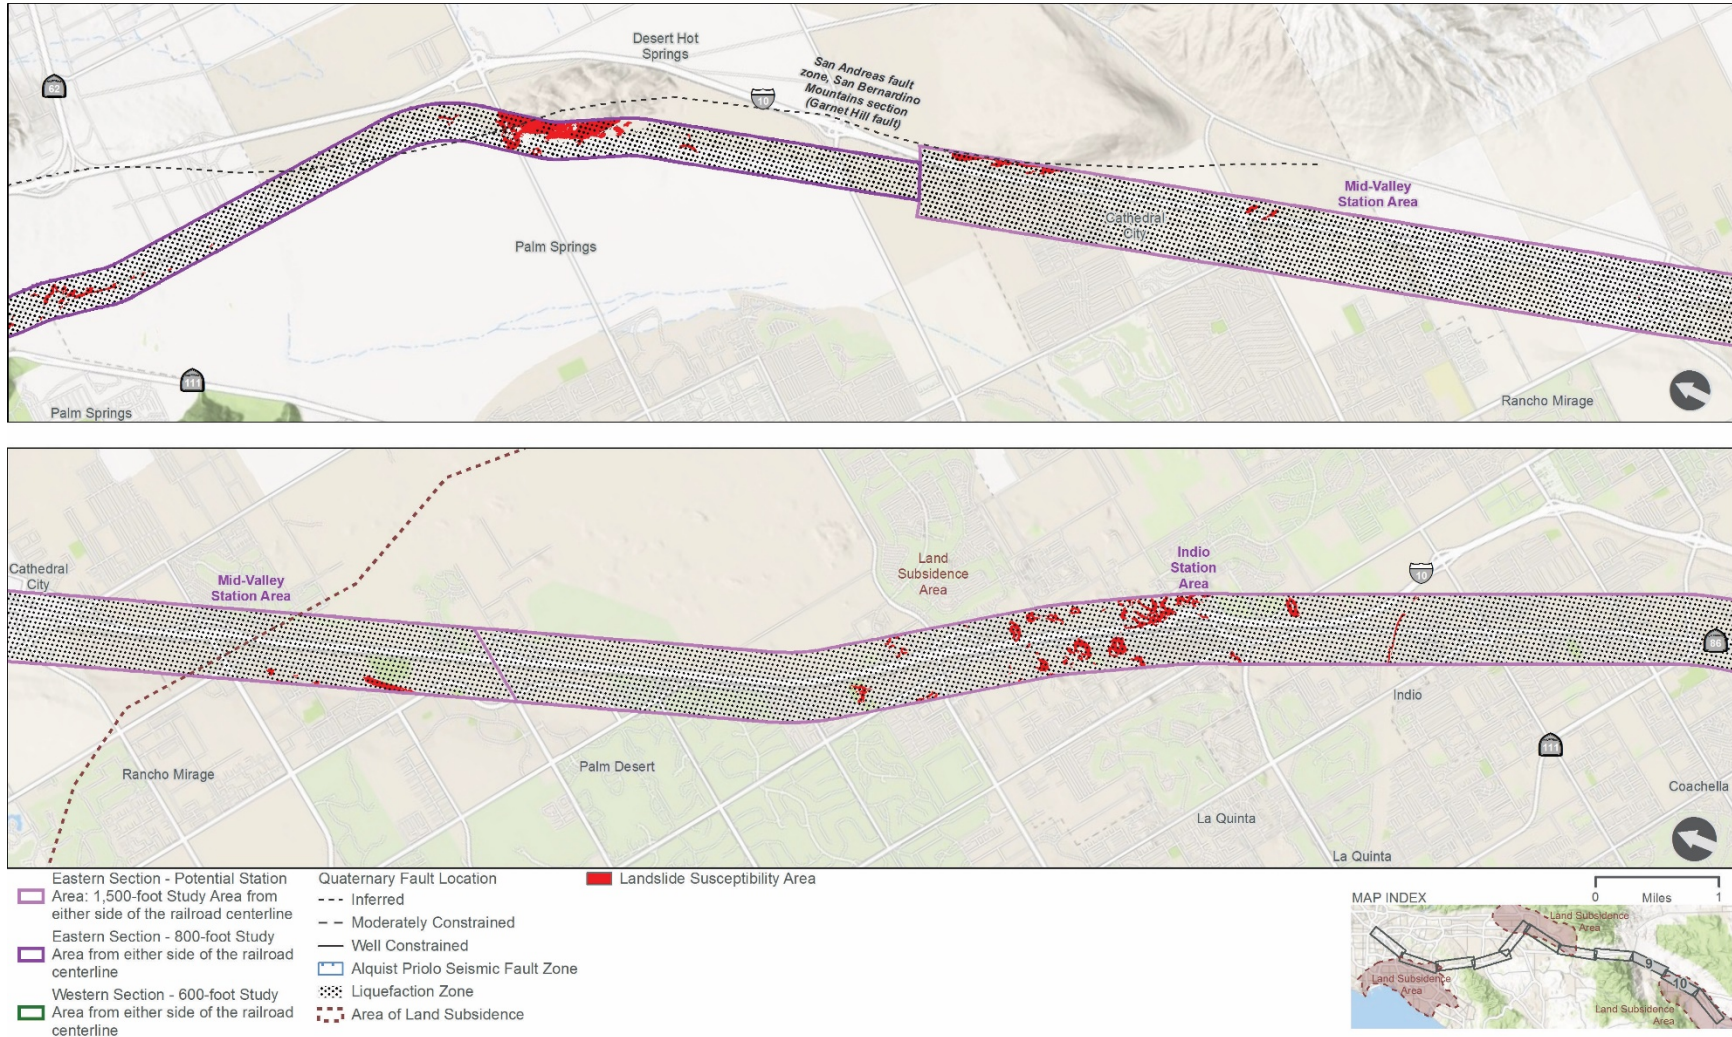 62
Desert Hot
Springs
San Andreas fault
zone, San Bernardino
Mountains section
(Garnet Hill fault)
10
Mid-Valley
Station Area
Cathedral
City
Palm Springs
111
Palm Springs
Rancho Mirage
Cathedral
City
Mid-Valley
Station Area
Land
Subsidence
Area
Indio
Station
Area
10
86
Indio
111
Rancho Mirage
Palm Desert
Coachella
La Quinta
La Quinta
Eastern Section - Potential Station
Area: 1,500-foot Study Area from
either side of the railroad centerline
Eastern Section - 800-foot Study
Area from either side of the railroad
centerline
Western Section - 600-foot Study
Area from either side of the railroad
centerline
Quaternary Fault Location
Inferred
Moderately Constrained
Well Constrained
Alquist Priolo Seismic Fault Zone
Liquefaction Zone
Area of Land Subsidence
Landslide Susceptibility Area
0 Miles 1
MAP INDEX
Land Subsidence
Area
Land Subsidence
Area
9
10
Land Subsidence
Area